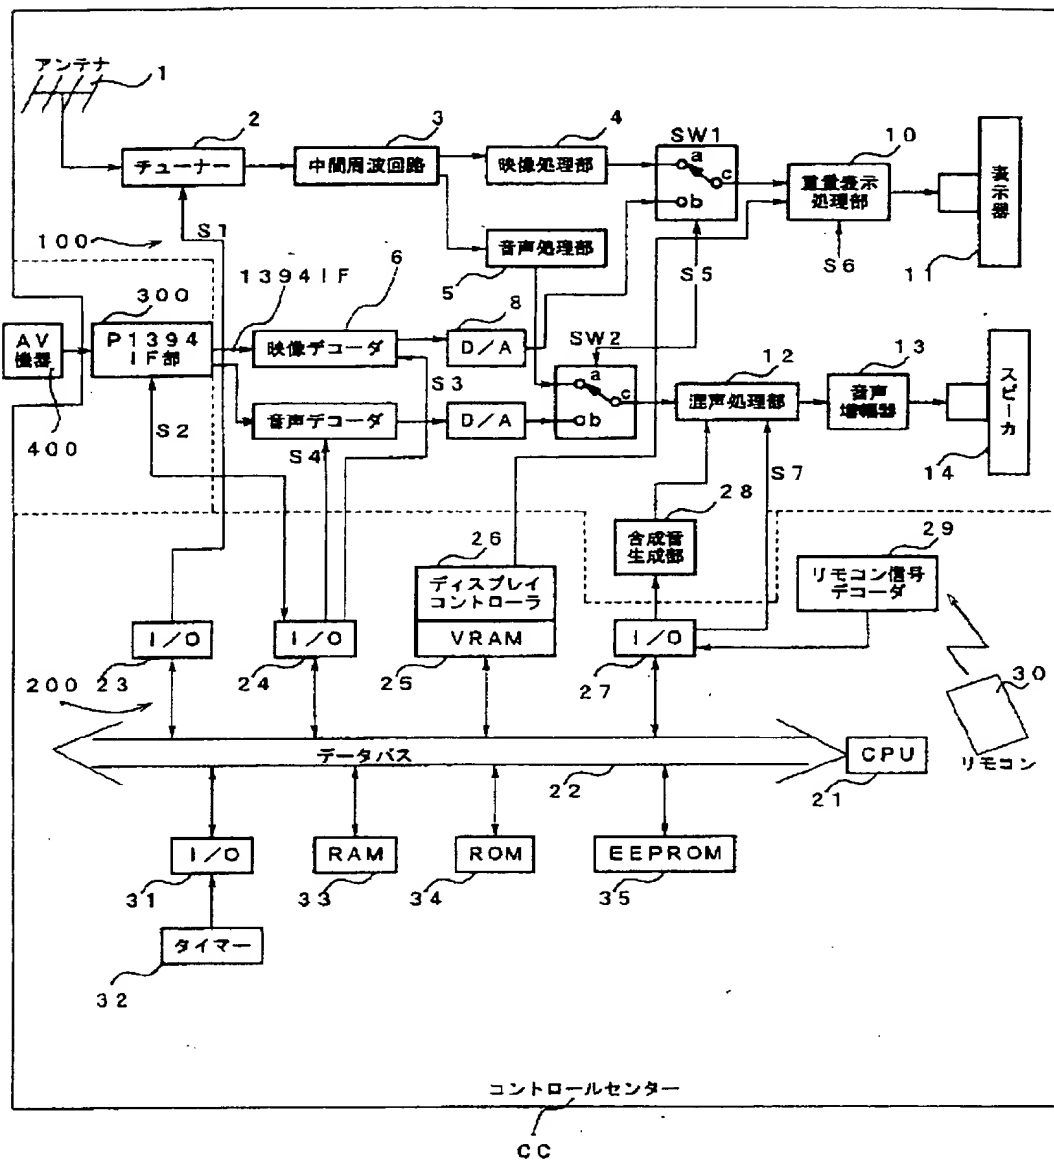 アンテナ
1
2
チューナー
3
中間周波回路
4
映像処理部
SW1
a
b
c
10
重量表示
処理部
表示器
11
S1
100
音声処理部
5
S5
S6
300
1394IF
6
8
AV
機器
400
P1394
IF部
映像デコーダ
D/A
SW2
a
b
c
12
混声処理部
13
音声
増幅器
スピーカ
14
S2
S3
音声デコーダ
D/A
S4
S7
28
合成音
生成部
26
ディスプレイ
コントローラ
VRAM
25
29
リモコン信号
デコーダ
I/O
23
I/O
24
I/O
27
30
リモコン
200
データバス
22
CPU
21
I/O
31
RAM
33
ROM
34
EEPROM
35
タイマー
32
コントロールセンター
CC